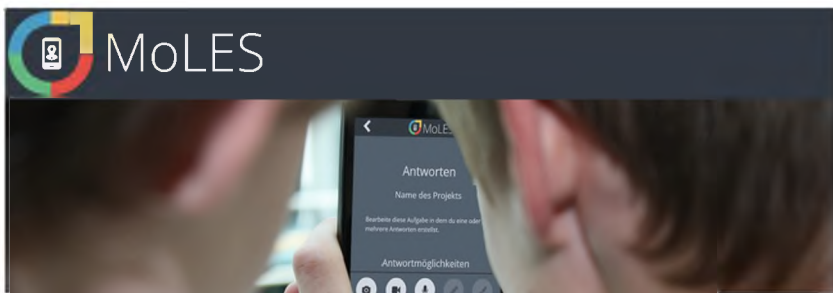 MoLES
MoLES
Antworten
Name des Projekts
Bearbeite diese Aufgabe in dem du eine oder
mehrere Antworten erstellst.
Antwortmöglichkeiten